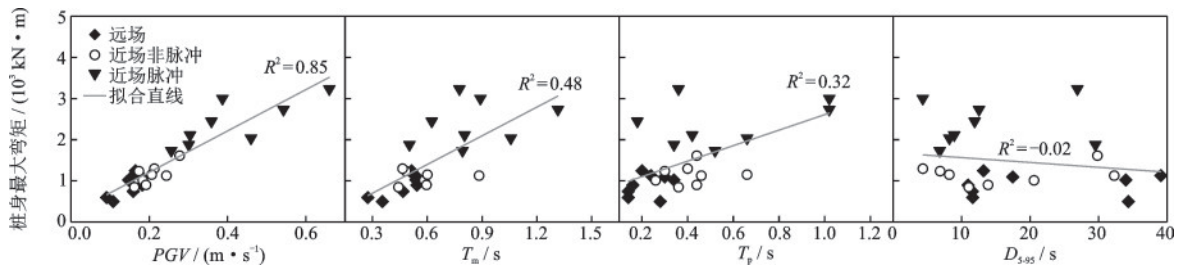 桩身最大弯矩 / (10³ kN·m)
5
4
3
2
1
0
远场
近场非脉冲
近场脉冲
拟合直线
R²=0.85
R²=0.48
R²=0.32
R²=-0.02
0 0.2 0.4 0.6
0.3 0.6 0.9 1.2
0.2 0.4 0.6 0.8 1.0 1.2
10 20 30 40
PGV / (m·s⁻¹)
Tm / s
Tp / s
D5-95 / s